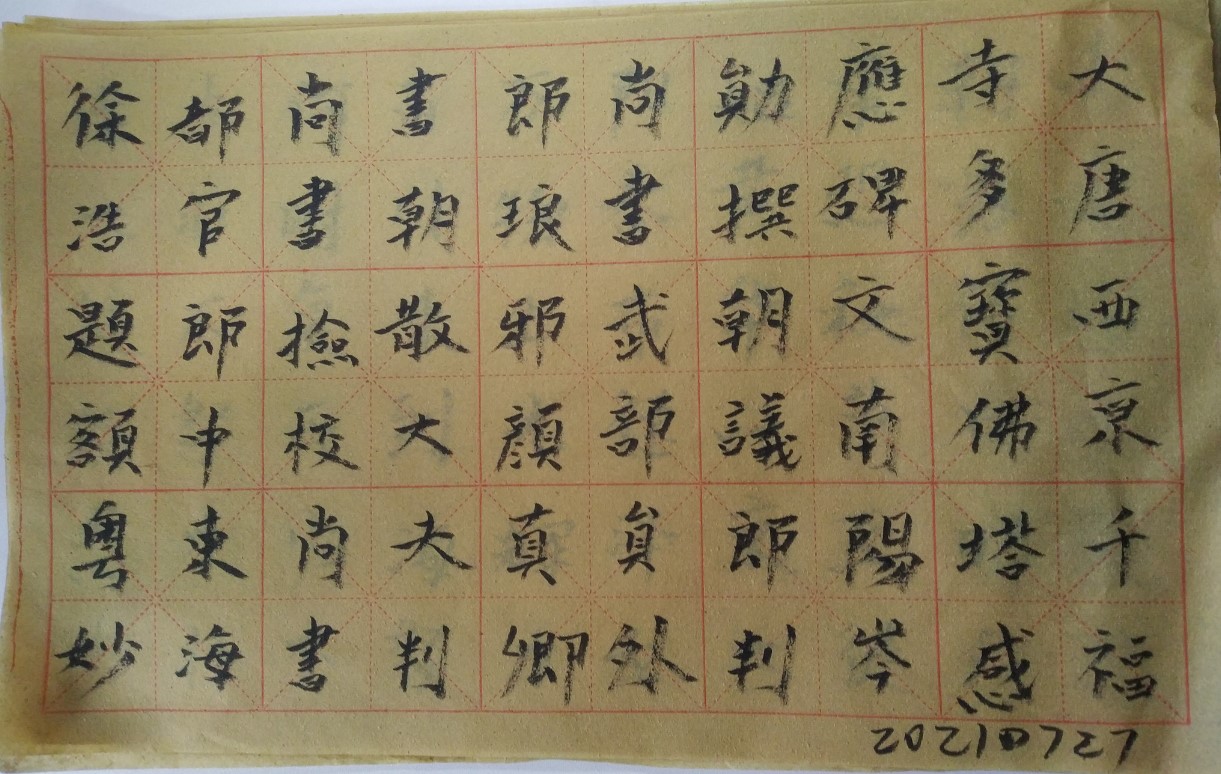 大唐西京千福
寺多寶佛塔感
應碑文南陽岑
勛撰朝議郎判
尚書武部員外
郎琅邪顏真卿
書朝散大夫判
尚書撿校尚書
都官郎中東海
徐浩題額粵妙
20210727